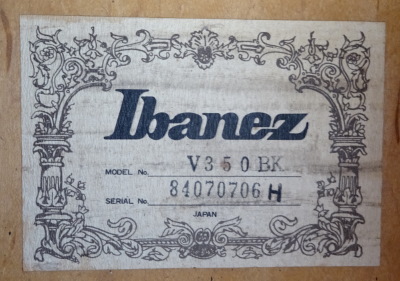 Ibanez
MODEL No. V350BK
SERIAL No. 84070706H
JAPAN